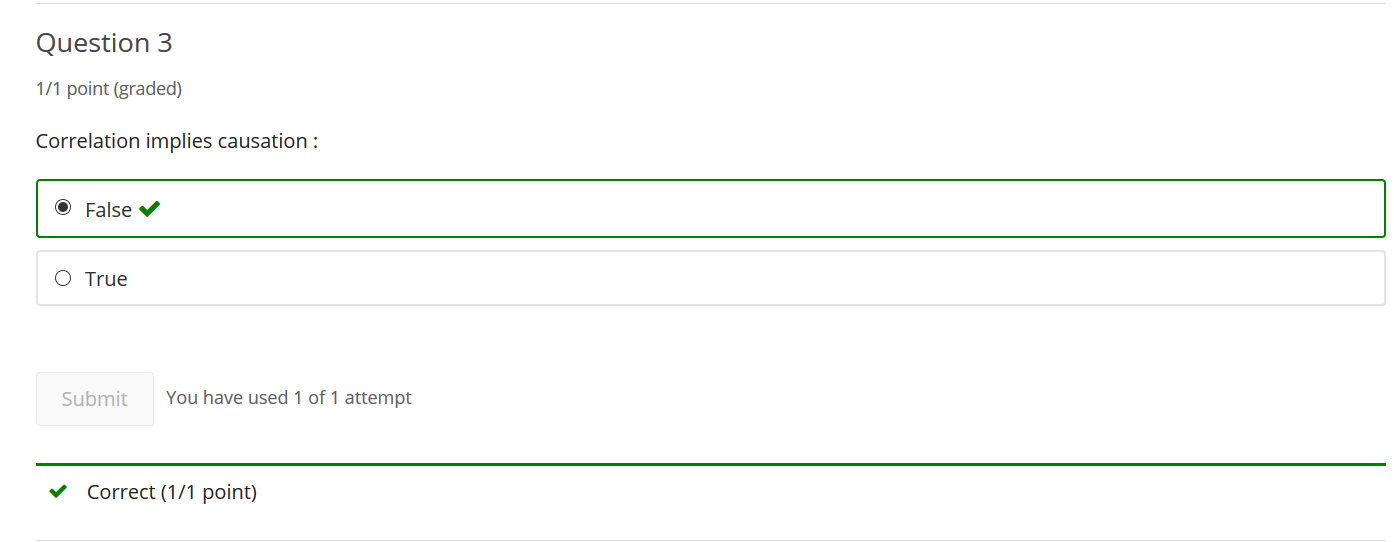 Question 3
1/1 point (graded)
Correlation implies causation :
False
True
Submit
You have used 1 of 1 attempt
Correct (1/1 point)